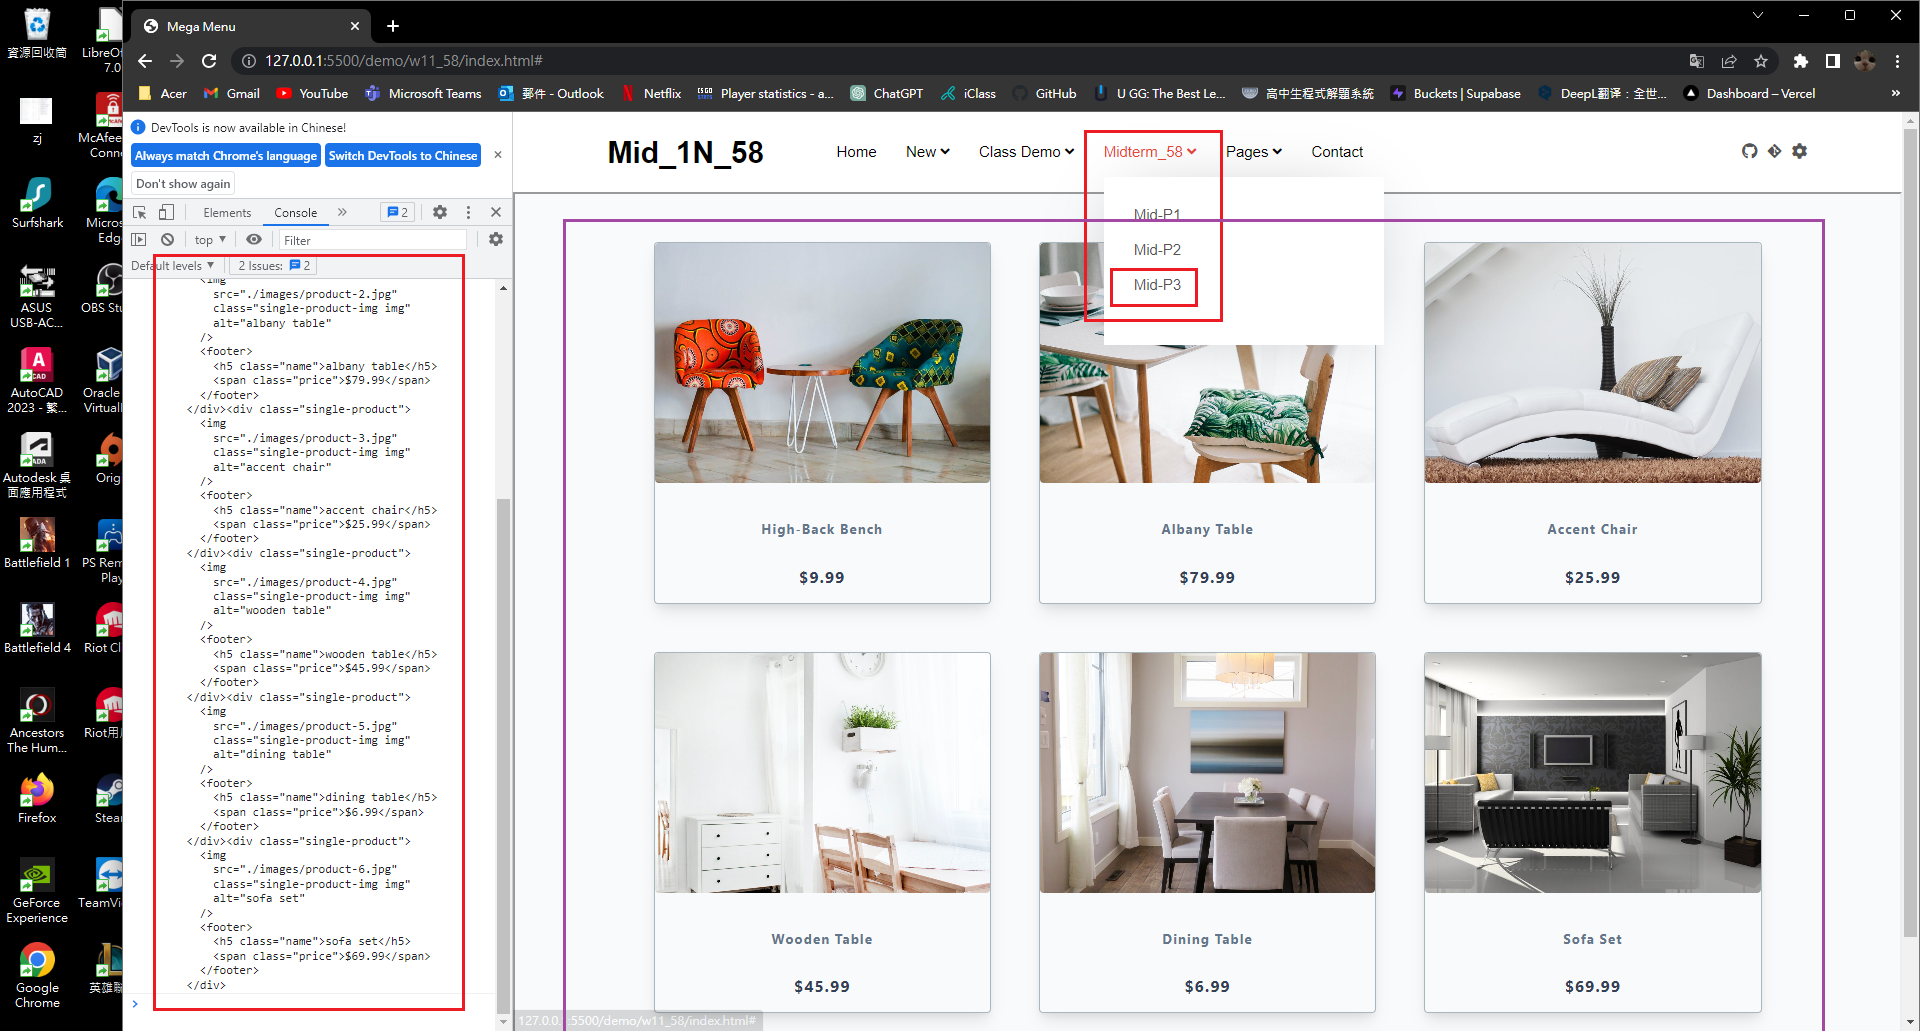 資源回收筒
LibreOf
7.0
zj
McAfee
Conne
Surfshark
Micros
Edg
ASUS
USB-AC...
OBS Stu
AutoCAD
2023 - 繁...
Oracle
Virtuall
Autodesk 桌
面應用程式
Orig
Battlefield 1
PS Rem
Play
Battlefield 4
Riot Cl
Ancestors
The Hum...
Riot用
Firefox
Stea
GeForce
Experience
TeamVi
Google
Chrome
英雄聯
Mega Menu
127.0.0.1:5500/demo/w11_58/index.html#
Acer
Gmail
YouTube
Microsoft Teams
郵件 - Outlook
Netflix
Player statistics - a...
ChatGPT
iClass
GitHub
U GG: The Best Le...
高中生程式解題系統
Buckets | Supabase
DeepL翻译：全世...
Dashboard – Vercel
»
DevTools is now available in Chinese!
Always match Chrome's language
Switch DevTools to Chinese
Don't show again
Elements
Console
»
2
top
Filter
Default levels
2 Issues:
2
<img
src="./images/product-2.jpg"
class="single-product-img img"
alt="albany table"
/>
<footer>
<h5 class="name">albany table</h5>
<span class="price">$79.99</span>
</footer>
</div><div class="single-product">
<img
src="./images/product-3.jpg"
class="single-product-img img"
alt="accent chair"
/>
<footer>
<h5 class="name">accent chair</h5>
<span class="price">$25.99</span>
</footer>
</div><div class="single-product">
<img
src="./images/product-4.jpg"
class="single-product-img img"
alt="wooden table"
/>
<footer>
<h5 class="name">wooden table</h5>
<span class="price">$45.99</span>
</footer>
</div><div class="single-product">
<img
src="./images/product-5.jpg"
class="single-product-img img"
alt="dining table"
/>
<footer>
<h5 class="name">dining table</h5>
<span class="price">$6.99</span>
</footer>
</div><div class="single-product">
<img
src="./images/product-6.jpg"
class="single-product-img img"
alt="sofa set"
/>
<footer>
<h5 class="name">sofa set</h5>
<span class="price">$69.99</span>
</footer>
</div>
Mid_1N_58
Home
New
Class Demo
Midterm_58
Pages
Contact
Mid-P1
Mid-P2
Mid-P3
High-Back Bench
$9.99
Albany Table
$79.99
Accent Chair
$25.99
Wooden Table
$45.99
Dining Table
$6.99
Sofa Set
$69.99
127.0.0.1:5500/demo/w11_58/index.html#